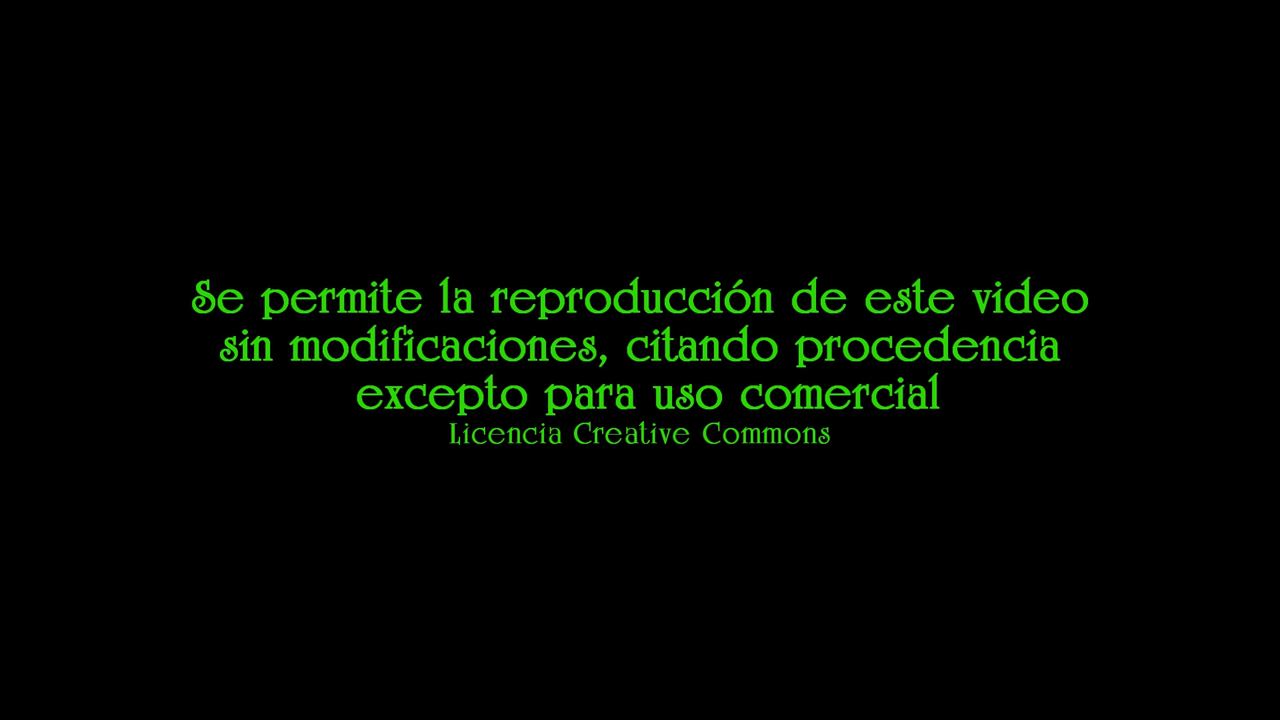 Se permite la reproducción de este video
sin modificaciones, citando procedencia
excepto para uso comercial
Licencia Creative Commons